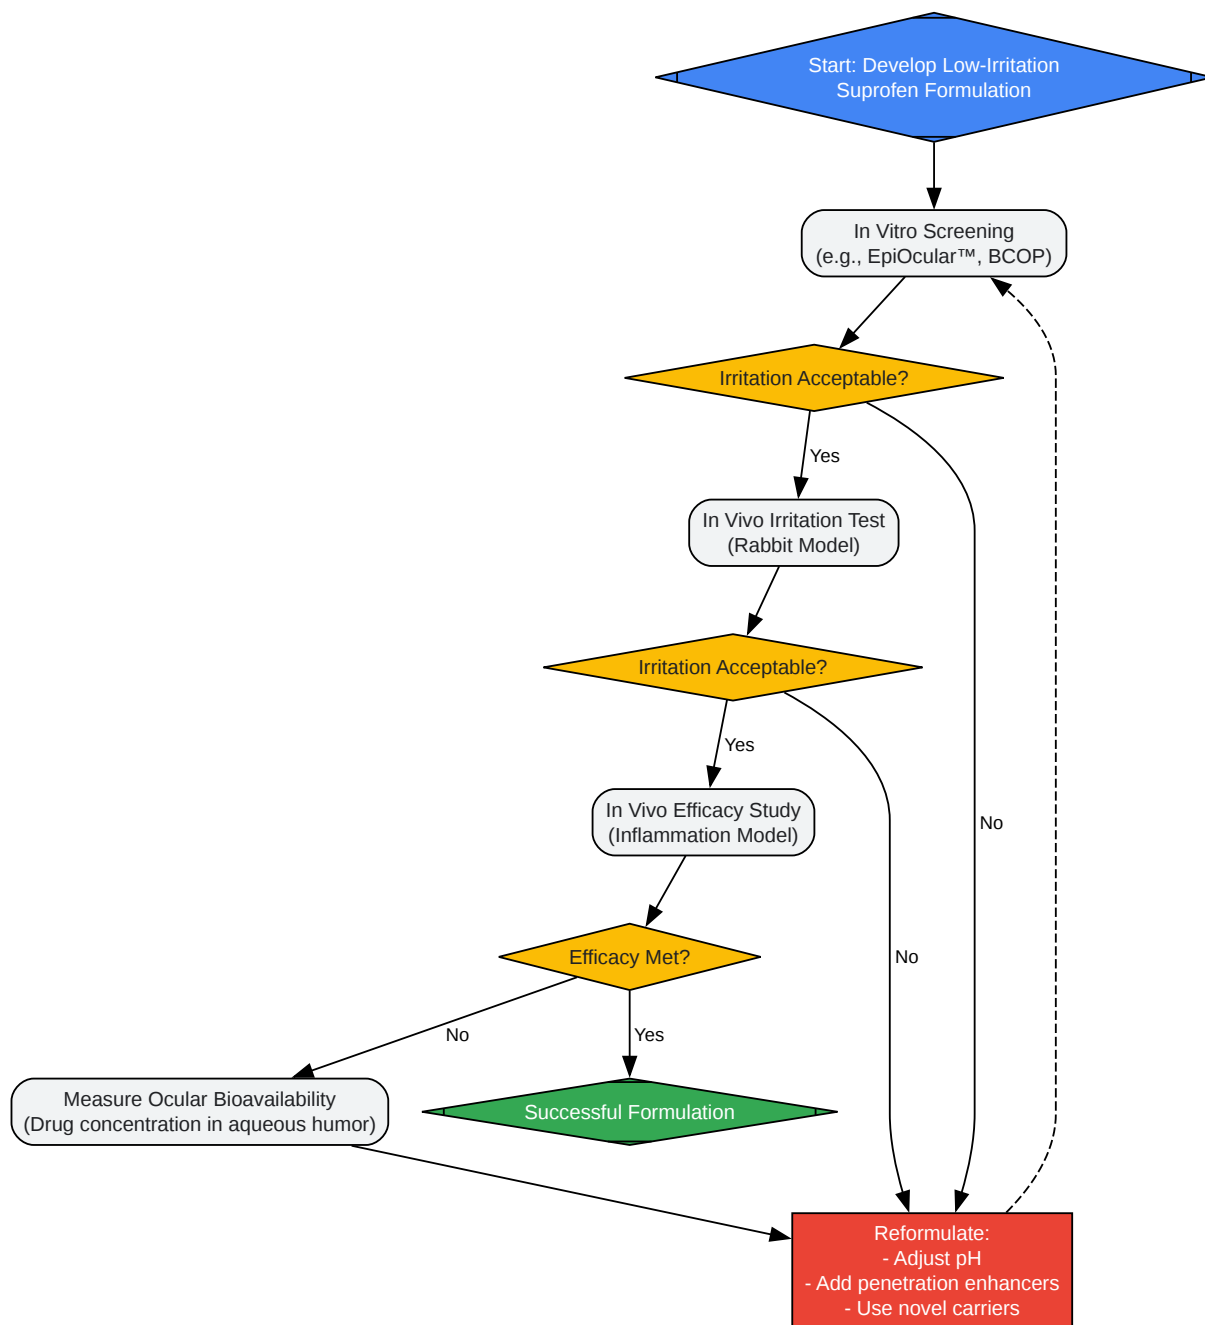 Start: Develop Low-Irritation
Suprofen Formulation
In Vitro Screening
(e.g., EpiOcular™, BCOP)
Irritation Acceptable?
Yes
In Vivo Irritation Test
(Rabbit Model)
Irritation Acceptable?
Yes
In Vivo Efficacy Study
(Inflammation Model)
No
Efficacy Met?
No
No
Yes
Measure Ocular Bioavailability
(Drug concentration in aqueous humor)
Successful Formulation
Reformulate:
- Adjust pH
- Add penetration enhancers
- Use novel carriers